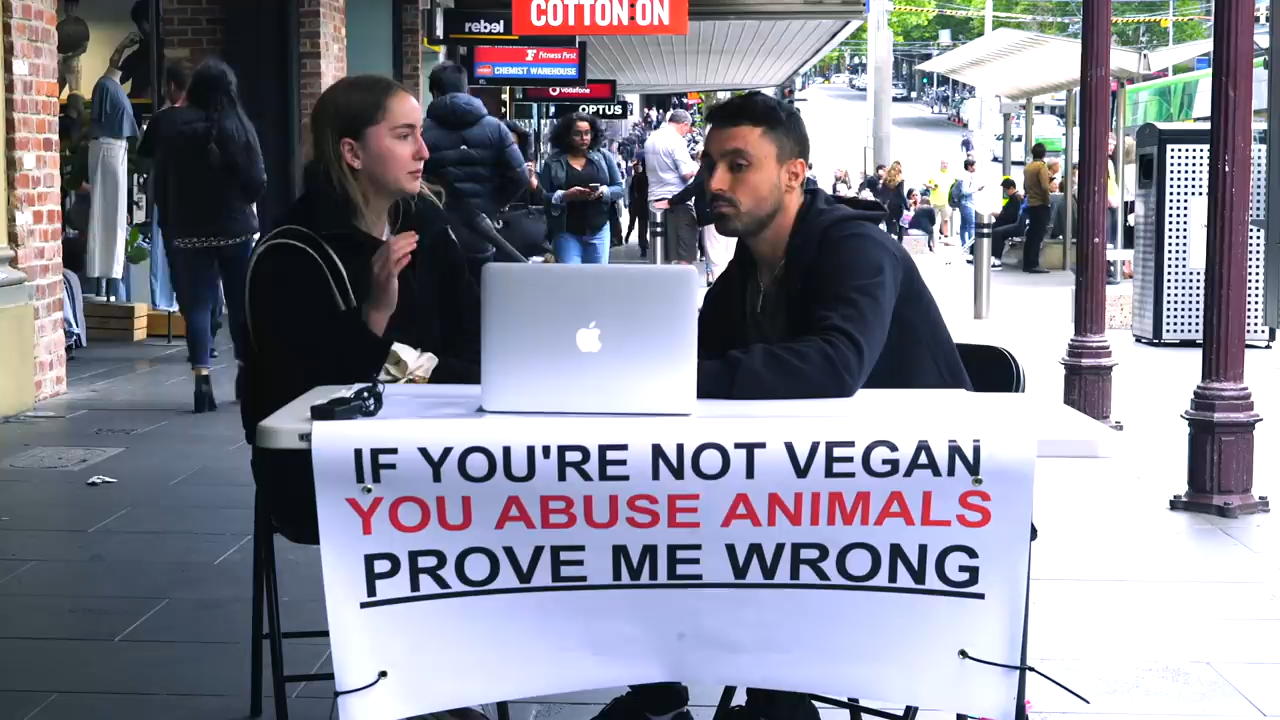 COTTON:ON
rebel
Fitness First
CHEMIST WAREHOUSE
vodafone
OPTUS
IF YOU'RE NOT VEGAN
YOU ABUSE ANIMALS
PROVE ME WRONG